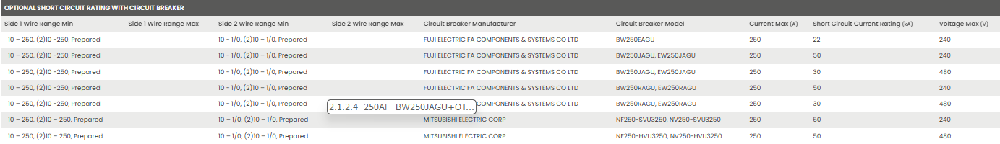 OPTIONAL SHORT CIRCUIT RATING WITH CIRCUIT BREAKER
Side 1 Wire Range Min Side 1 Wire Range Max Side 2 Wire Range Min Side 2 Wire Range Max Circuit Breaker Manufacturer Circuit Breaker Model Current Max (A) Short Circuit Current Rating (kA) Voltage Max (V)
10 – 250, (2)10 -250, Prepared 10 - 1/0, (2)10 – 1/0, Prepared FUJI ELECTRIC FA COMPONENTS & SYSTEMS CO LTD BW250EAGU 250 22 240
10 – 250, (2)10 -250, Prepared 10 - 1/0, (2)10 – 1/0, Prepared FUJI ELECTRIC FA COMPONENTS & SYSTEMS CO LTD BW250JAGU, EW250JAGU 250 50 240
10 – 250, (2)10 -250, Prepared 10 - 1/0, (2)10 – 1/0, Prepared FUJI ELECTRIC FA COMPONENTS & SYSTEMS CO LTD BW250JAGU, EW250JAGU 250 30 480
10 – 250, (2)10 -250, Prepared 10 - 1/0, (2)10 – 1/0, Prepared FUJI ELECTRIC FA COMPONENTS & SYSTEMS CO LTD BW250RAGU, EW250RAGU 250 50 240
10 – 250, (2)10 -250, Prepared 10 - 1/0, (2)10 – 1/0, Prepared COMPONENTS & SYSTEMS CO LTD BW250RAGU, EW250RAGU 250 30 480
2.1.2.4 250AF BW250JAGU+OT...
10 – 250, (2)10 – 250, Prepared 10 – 1/0, (2)10 – 1/0, Prepared MITSUBISHI ELECTRIC CORP NF250-SVU3250, NV250-SVU3250 250 50 240
10 – 250, (2)10 – 250, Prepared 10 – 1/0, (2)10 – 1/0, Prepared MITSUBISHI ELECTRIC CORP NF250-HVU3250, NV250-HVU3250 250 50 480